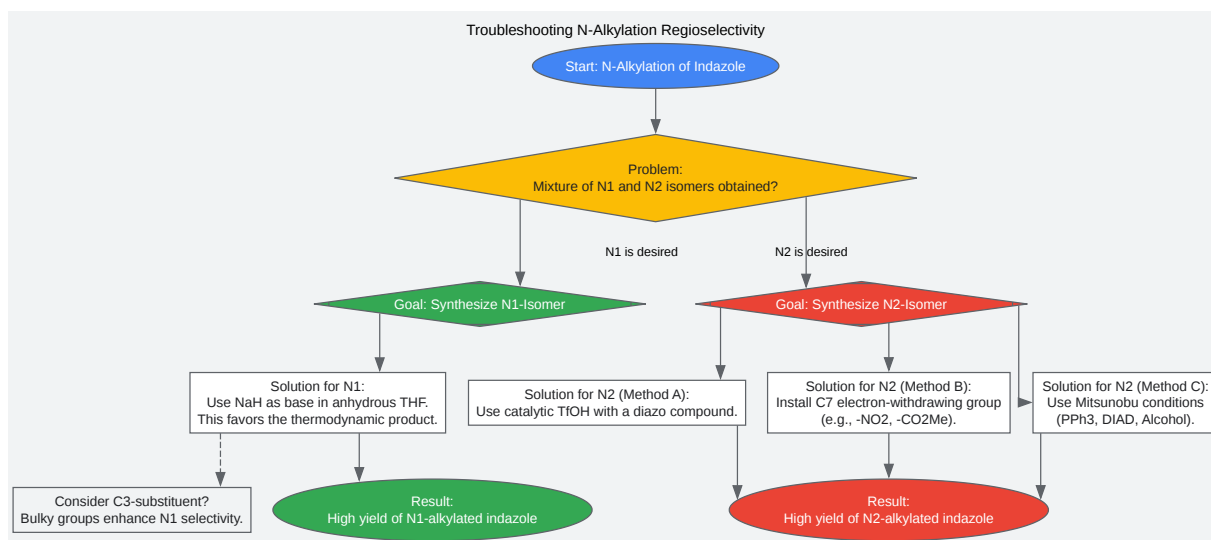 Troubleshooting N-Alkylation Regioselectivity
Start: N-Alkylation of Indazole
Problem:
Mixture of N1 and N2 isomers obtained?
N1 is desired
N2 is desired
Goal: Synthesize N1-Isomer
Goal: Synthesize N2-Isomer
Solution for N1:
Use NaH as base in anhydrous THF.
This favors the thermodynamic product.
Solution for N2 (Method A):
Use catalytic TfOH with a diazo compound.
Solution for N2 (Method B):
Install C7 electron-withdrawing group
(e.g., -NO2, -CO2Me).
Solution for N2 (Method C):
Use Mitsunobu conditions
(PPh3, DIAD, Alcohol).
Consider C3-substituent?
Bulky groups enhance N1 selectivity.
Result:
High yield of N1-alkylated indazole
Result:
High yield of N2-alkylated indazole